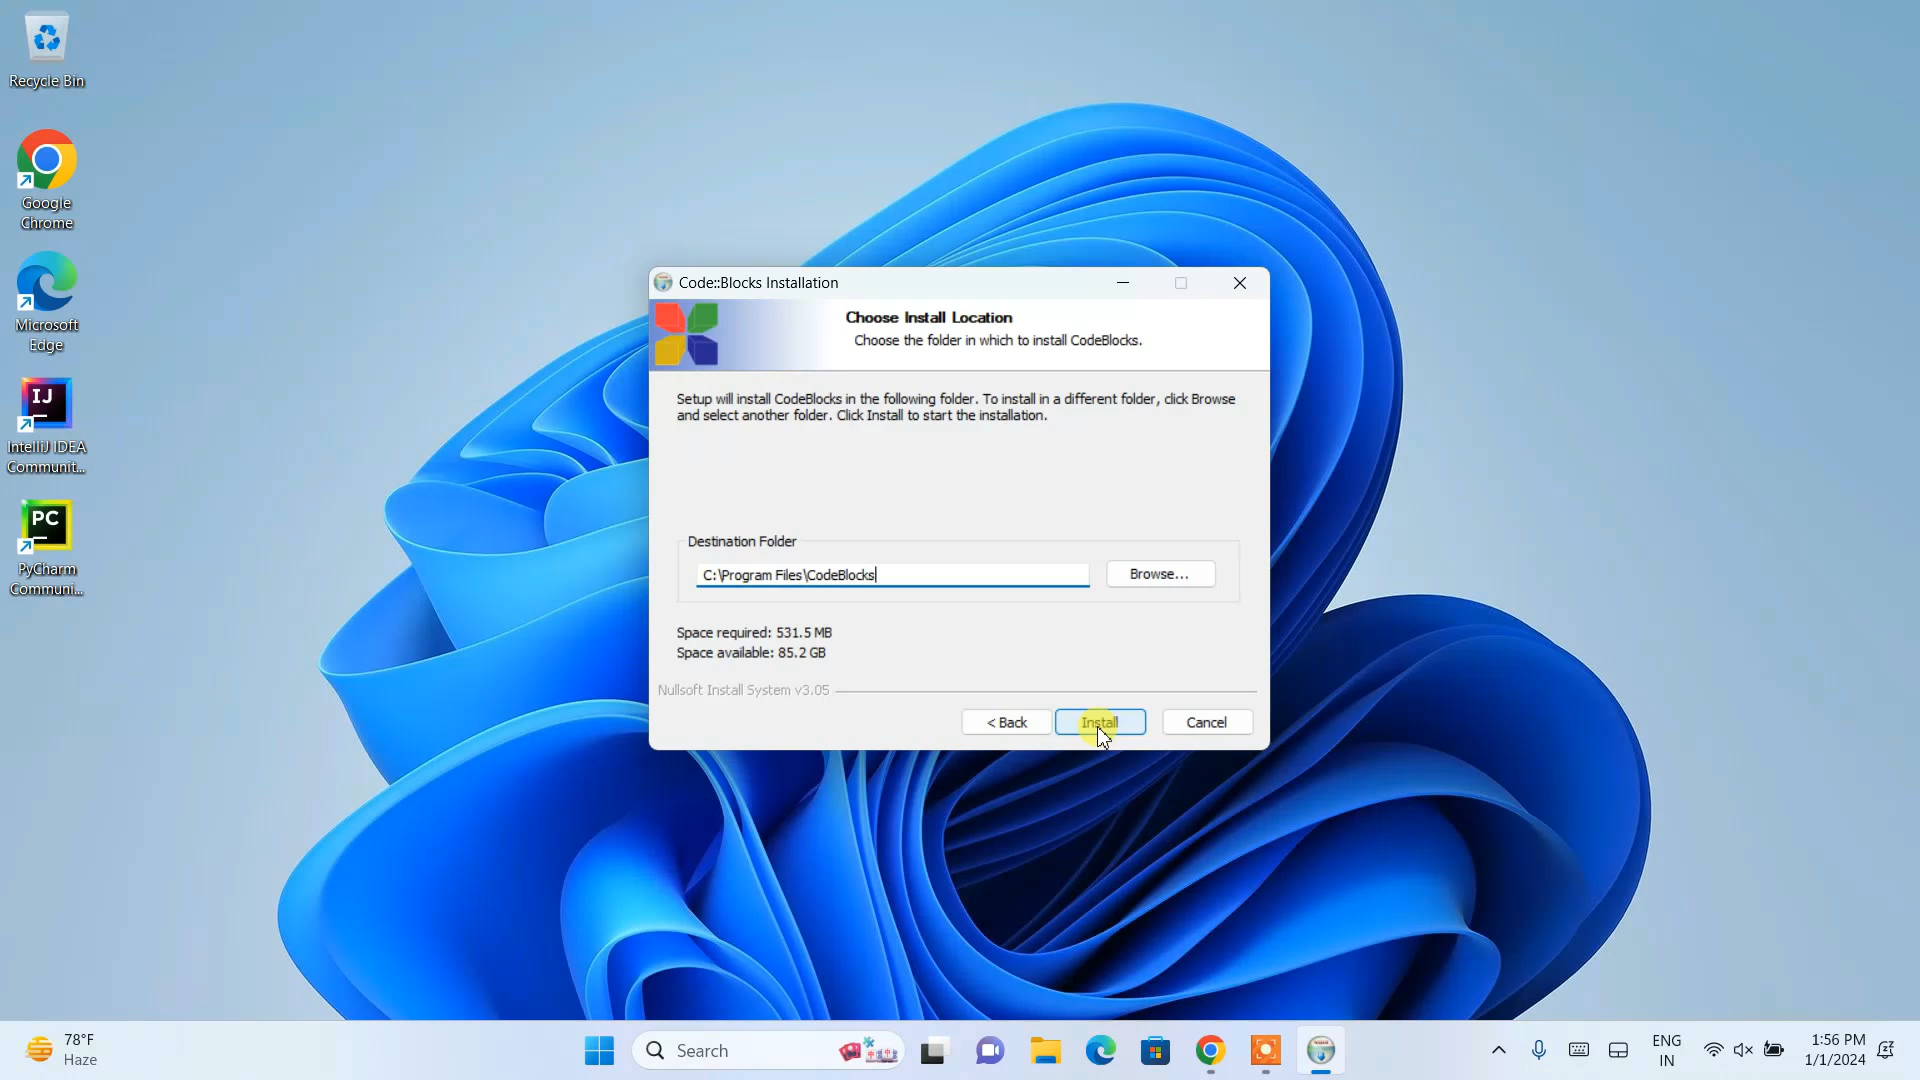 Recycle Bin
Google
Chrome
Microsoft
Edge
IJ
IntelliJ IDEA
Communit...
PC
PyCharm
Communi...
Code::Blocks Installation
Choose Install Location
Choose the folder in which to install CodeBlocks.
Setup will install CodeBlocks in the following folder. To install in a different folder, click Browse
and select another folder. Click Install to start the installation.
Destination Folder
C:\Program Files\CodeBlocks
Browse...
Space required: 531.5 MB
Space available: 85.2 GB
Nullsoft Install System v3.05
< Back
Install
Cancel
78°F
Haze
Search
ENG
IN
1:56 PM
1/1/2024